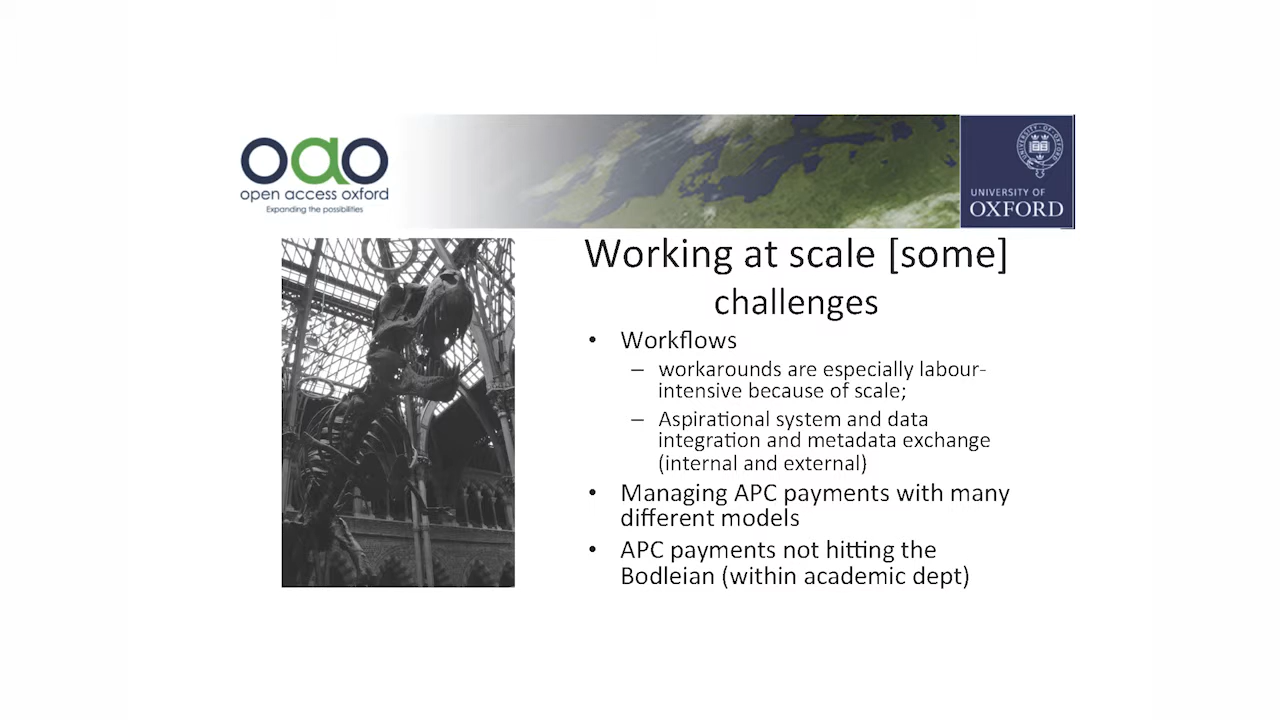 oao
open access oxford
Expanding the possibilities
UNIVERSITY OF
OXFORD
Working at scale [some]
challenges
• Workflows
– workarounds are especially labour-
intensive because of scale;
– Aspirational system and data
integration and metadata exchange
(internal and external)
• Managing APC payments with many
different models
• APC payments not hitting the
Bodleian (within academic dept)